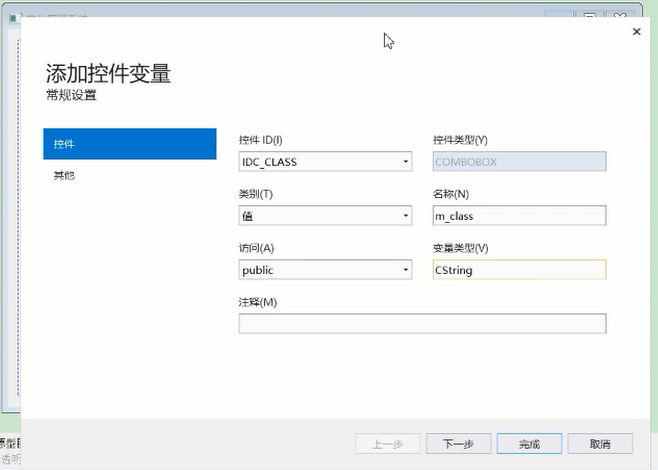 添加控件变量
常规设置
控件
其他
控件 ID(I)
控件类型(Y)
IDC_CLASS
COMBOBOX
类别(T)
名称(N)
值
m_class
访问(A)
变量类型(V)
public
CString
注释(M)
上一步
下一步
完成
取消
透明